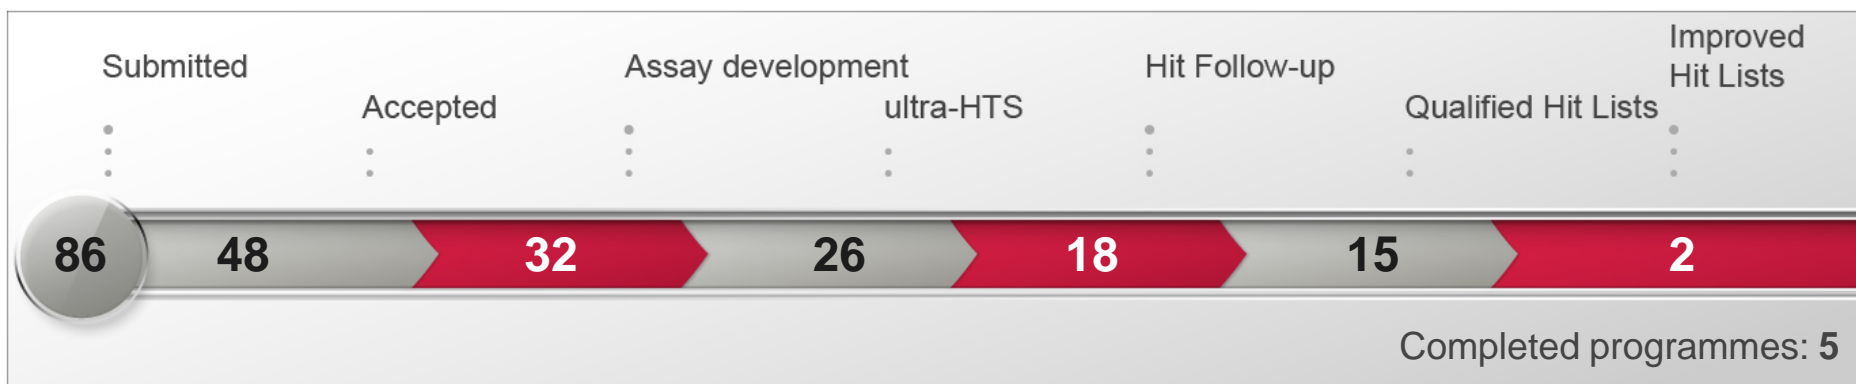 Submitted
Accepted
Assay development
ultra-HTS
Hit Follow-up
Qualified Hit Lists
Improved
Hit Lists
86 48 32 26 18 15 2
Completed programmes: 5